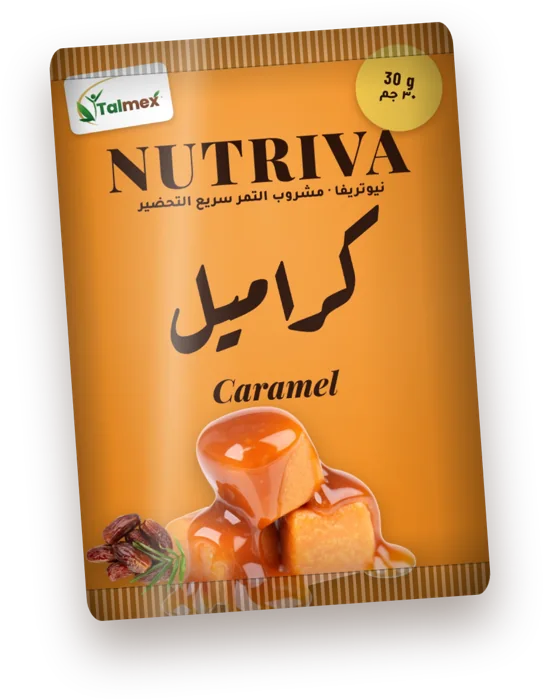 Talmex
30 g
٣٠ جم
NUTRIVA
نيوتريفا · مشروب التمر سريع التحضير
كراميل
Caramel